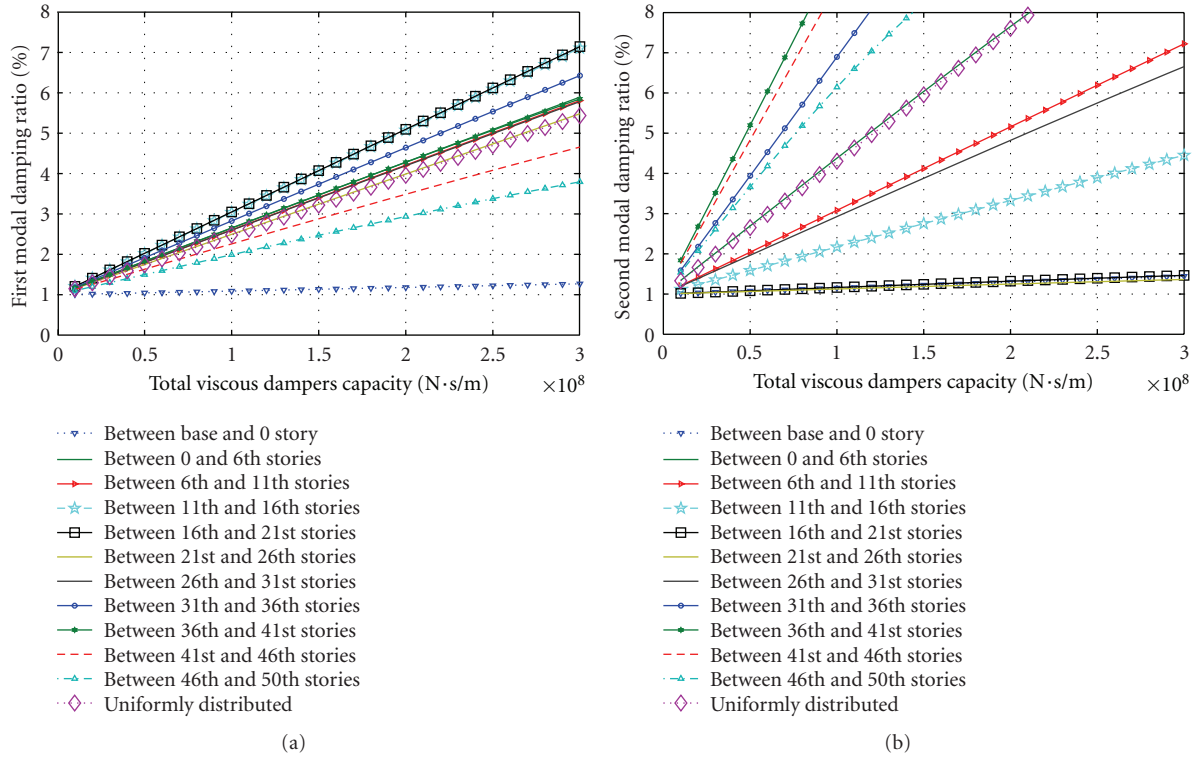 8
7
6
5
4
3
2
1
0
First modal damping ratio (%)
0 0.5 1 1.5 2 2.5 3
Total viscous dampers capacity (N·s/m) ×10⁸
Between base and 0 story
Between 0 and 6th stories
Between 6th and 11th stories
Between 11th and 16th stories
Between 16th and 21st stories
Between 21st and 26th stories
Between 26th and 31st stories
Between 31th and 36th stories
Between 36th and 41st stories
Between 41st and 46th stories
Between 46th and 50th stories
Uniformly distributed
(a)
8
7
6
5
4
3
2
1
0
Second modal damping ratio (%)
0 0.5 1 1.5 2 2.5 3
Total viscous dampers capacity (N·s/m) ×10⁸
Between base and 0 story
Between 0 and 6th stories
Between 6th and 11th stories
Between 11th and 16th stories
Between 16th and 21st stories
Between 21st and 26th stories
Between 26th and 31st stories
Between 31th and 36th stories
Between 36th and 41st stories
Between 41st and 46th stories
Between 46th and 50th stories
Uniformly distributed
(b)